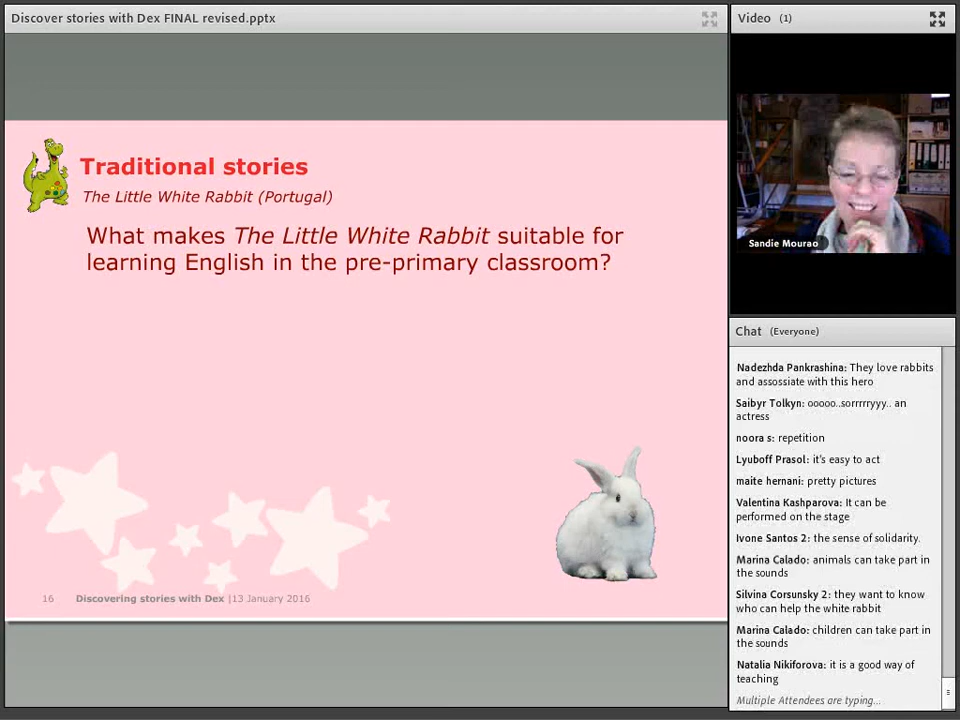 Discover stories with Dex FINAL revised.pptx
Traditional stories
The Little White Rabbit (Portugal)
What makes The Little White Rabbit suitable for
learning English in the pre-primary classroom?
16 Discovering stories with Dex |13 January 2016
Video (1)
Sandie Mourao
Chat (Everyone)
Nadezhda Pankrashina: They love rabbits
and assossiate with this hero
Saibyr Tolkyn: ooooo..sorrrrryyy.. an
actress
noora s: repetition
Lyuboff Prasol: it's easy to act
maite hernani: pretty pictures
Valentina Kashparova: It can be
performed on the stage
Ivone Santos 2: the sense of solidarity.
Marina Calado: animals can take part in
the sounds
Silvina Corsunsky 2: they want to know
who can help the white rabbit
Marina Calado: children can take part in
the sounds
Natalia Nikiforova: it is a good way of
teaching
Multiple Attendees are typing...